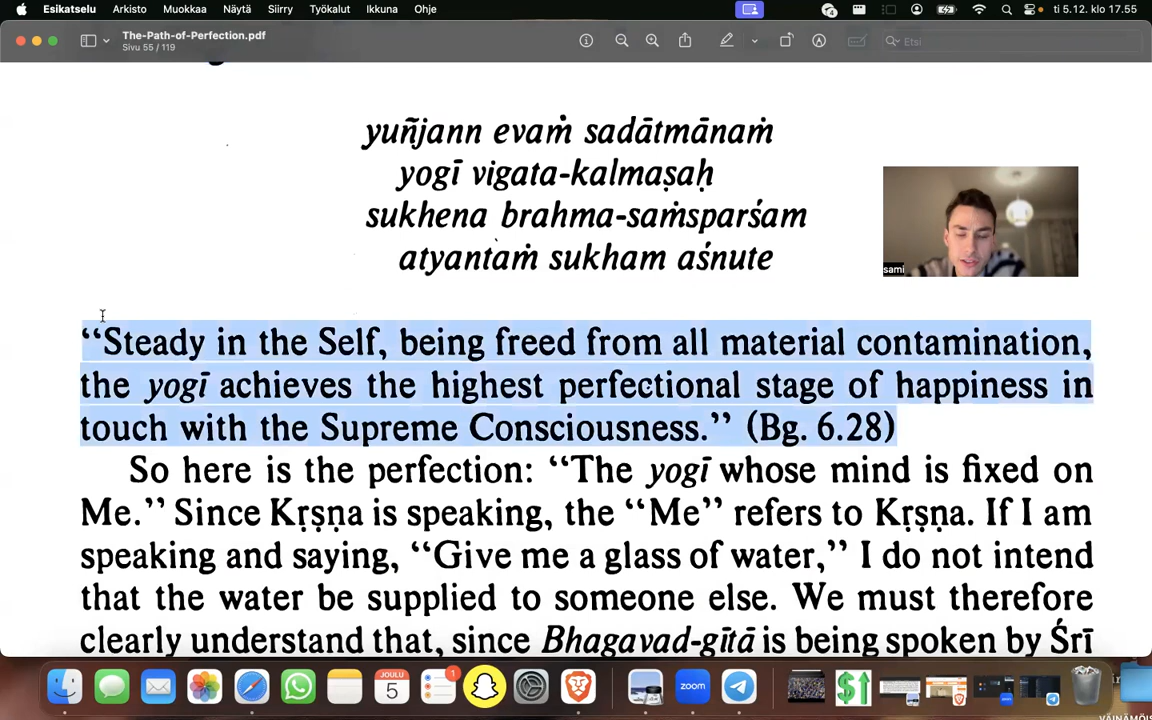 Esikatselu Arkisto Muokkaa Näytä Siirry Työkalut Ikkuna Ohje ti 5.12. klo 17.55
The-Path-of-Perfection.pdf
Sivu 55 / 119
Etsi
yuñjann evaṁ sadātmānaṁ
yogī vigata-kalmaṣaḥ
sukhena brahma-saṁsparśam
atyantaṁ sukham aśnute
sami
“Steady in the Self, being freed from all material contamination,
the yogī achieves the highest perfectional stage of happiness in
touch with the Supreme Consciousness.” (Bg. 6.28)
So here is the perfection: “The yogī whose mind is fixed on
Me.” Since Kṛṣṇa is speaking, the “Me” refers to Kṛṣṇa. If I am
speaking and saying, “Give me a glass of water,” I do not intend
that the water be supplied to someone else. We must therefore
clearly understand that, since Bhagavad-gītā is being spoken by Śrī
JOULU
5
1
zoom